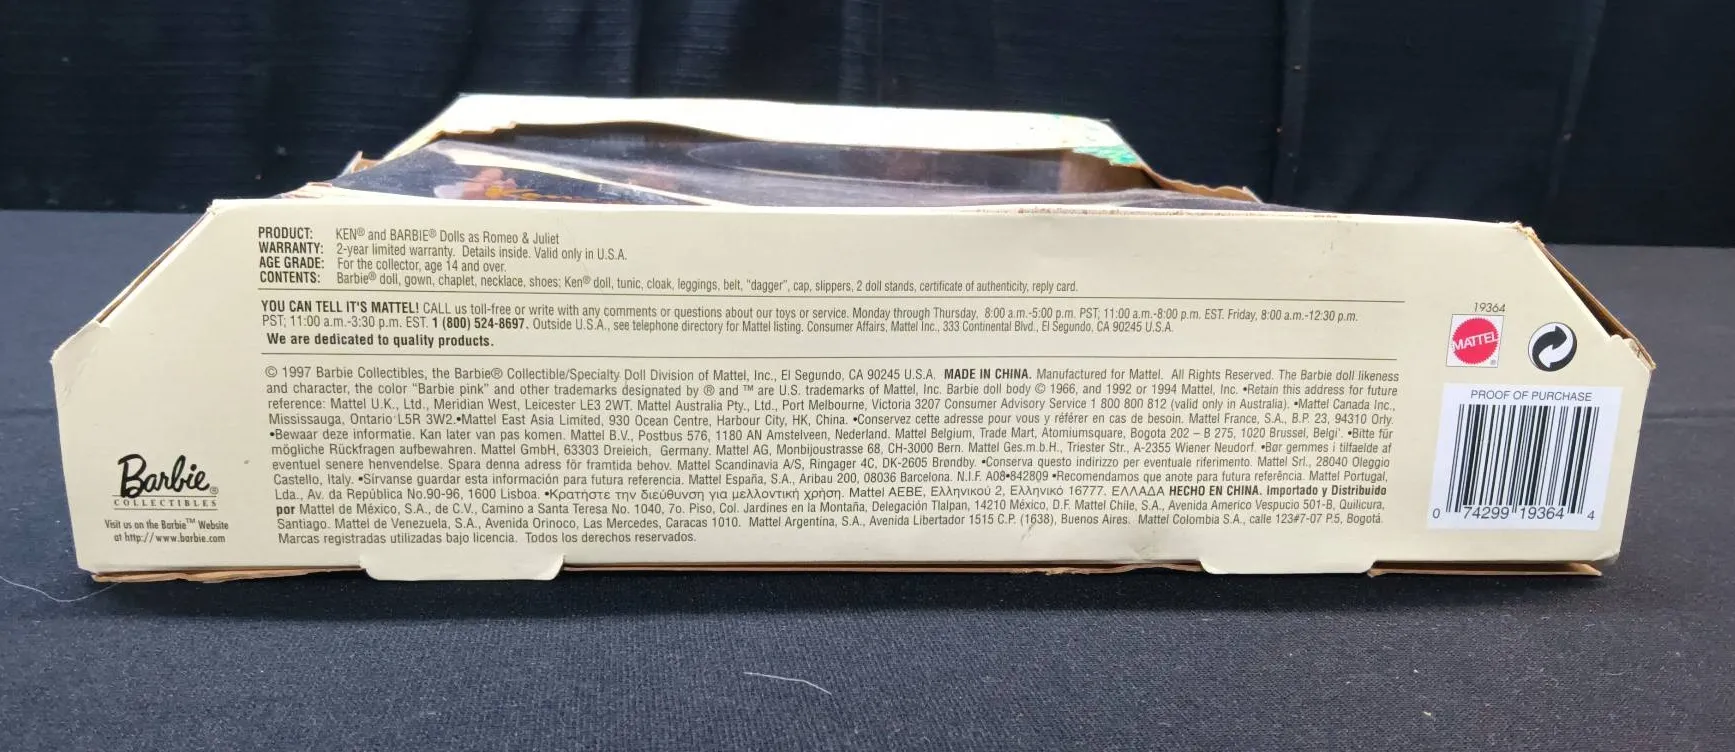 PRODUCT: KEN® and BARBIE® Dolls as Romeo & Juliet
WARRANTY: 2-year limited warranty. Details inside. Valid only in U.S.A.
AGE GRADE: For the collector, age 14 and over.
CONTENTS: Barbie® doll, gown, chaplet, necklace, shoes; Ken® doll, tunic, cloak, leggings, belt, "dagger", cap, slippers, 2 doll stands, certificate of authenticity, reply card.
YOU CAN TELL IT'S MATTEL! CALL us toll-free or write with any comments or questions about our toys or service. Monday through Thursday, 8:00 a.m.-5:00 p.m. PST; 11:00 a.m.-8:00 p.m. EST. Friday, 8:00 a.m.-12:30 p.m.
PST; 11:00 a.m.-3:30 p.m. EST. 1 (800) 524-8697. Outside U.S.A., see telephone directory for Mattel listing. Consumer Affairs, Mattel Inc., 333 Continental Blvd., El Segundo, CA 90245 U.S.A.
We are dedicated to quality products.
© 1997 Barbie Collectibles, the Barbie® Collectible/Specialty Doll Division of Mattel, Inc., El Segundo, CA 90245 U.S.A. MADE IN CHINA. Manufactured for Mattel. All Rights Reserved. The Barbie doll likeness
and character, the color "Barbie pink" and other trademarks designated by ® and ™ are U.S. trademarks of Mattel, Inc. Barbie doll body © 1966, and 1992 or 1994 Mattel, Inc. •Retain this address for future
reference: Mattel U.K., Ltd., Meridian West, Leicester LE3 2WT. Mattel Australia Pty., Ltd., Port Melbourne, Victoria 3207 Consumer Advisory Service 1 800 800 812 (valid only in Australia). •Mattel Canada Inc.,
Mississauga, Ontario L5R 3W2.•Mattel East Asia Limited, 930 Ocean Centre, Harbour City, HK, China. •Conservez cette adresse pour vous y référer en cas de besoin. Mattel France, S.A., B.P. 23, 94310 Orly.
•Bewaar deze informatie. Kan later van pas komen. Mattel B.V., Postbus 576, 1180 AN Amstelveen, Nederland. Mattel Belgium, Trade Mart, Atomiumsquare, Bogota 202 – B 275, 1020 Brussel, Belgi'. •Bitte für
mögliche Rückfragen aufbewahren. Mattel GmbH, 63303 Dreieich, Germany. Mattel AG, Monbijoustrasse 68, CH-3000 Bern. Mattel Ges.m.b.H., Triester Str., A-2355 Wiener Neudorf. •Bør gemmes i tilfaelde af
eventuel senere henvendelse. Spara denna adress för framtida behov. Mattel Scandinavia A/S, Ringager 4C, DK-2605 Brøndby. •Conserva questo indirizzo per eventuale riferimento. Mattel Srl., 28040 Oleggio
Castello, Italy. •Sirvanse guardar esta información para futura referencia. Mattel España, S.A., Aribau 200, 08036 Barcelona. N.I.F. A08•842809 •Recomendamos que anote para futura referência. Mattel Portugal,
Lda., Av. da República No.90-96, 1600 Lisboa. •Κρατήστε την διεύθυνση για μελλοντική χρήση. Mattel AEBE, Ελληνικού 2, Ελληνικό 16777. ΕΛΛΑΔΑ HECHO EN CHINA. Importado y Distribuido
por Mattel de México, S.A., de C.V., Camino a Santa Teresa No. 1040, 7o. Piso, Col. Jardines en la Montaña, Delegación Tlalpan, 14210 México, D.F. Mattel Chile, S.A., Avenida Americo Vespucio 501-B, Quilicura,
Santiago. Mattel de Venezuela, S.A., Avenida Orinoco, Las Mercedes, Caracas 1010. Mattel Argentina, S.A., Avenida Libertador 1515 C.P. (1638), Buenos Aires. Mattel Colombia S.A., calle 123#7-07 P.5, Bogotá.
Marcas registradas utilizadas bajo licencia. Todos los derechos reservados.
Barbie®
COLLECTIBLES
Visit us on the Barbie™ Website
at http://www.barbie.com
19364
MATTEL
PROOF OF PURCHASE
0 74299 19364 4